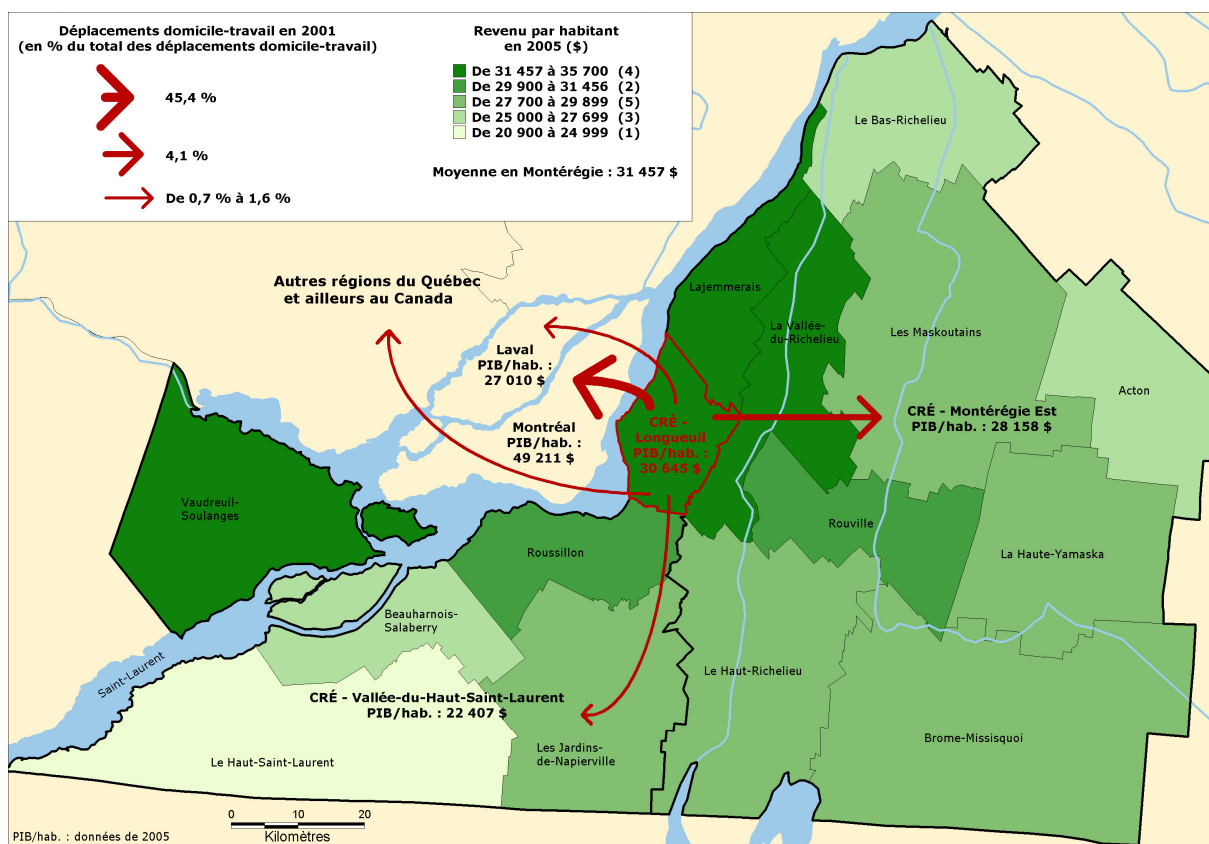 Déplacements domicile-travail en 2001
(en % du total des déplacements domicile-travail)
45,4 %
4,1 %
De 0,7 % à 1,6 %
Revenu par habitant
en 2005 ($)
De 31 457 à 35 700 (4)
De 29 900 à 31 456 (2)
De 27 700 à 29 899 (5)
De 25 000 à 27 699 (3)
De 20 900 à 24 999 (1)
Moyenne en Montérégie : 31 457 $
Le Bas-Richelieu
Autres régions du Québec
et ailleurs au Canada
Lajemmerais
La Vallée-
du-Richelieu
Les Maskoutains
Laval
PIB/hab. :
27 010 $
Acton
CRÉ - Montérégie Est
PIB/hab. : 28 158 $
Montréal
PIB/hab. :
49 211 $
CRÉ -
Longueuil
PIB/hab. :
30 645 $
Vaudreuil-
Soulanges
Rouville
Roussillon
La Haute-Yamaska
Beauharnois-
Salaberry
Saint-Laurent
Le Haut-Richelieu
CRÉ - Vallée-du-Haut-Saint-Laurent
PIB/hab. : 22 407 $
Brome-Missisquoi
Les Jardins-
de-Napierville
Le Haut-Saint-Laurent
0 10 20
Kilomètres
PIB/hab. : données de 2005